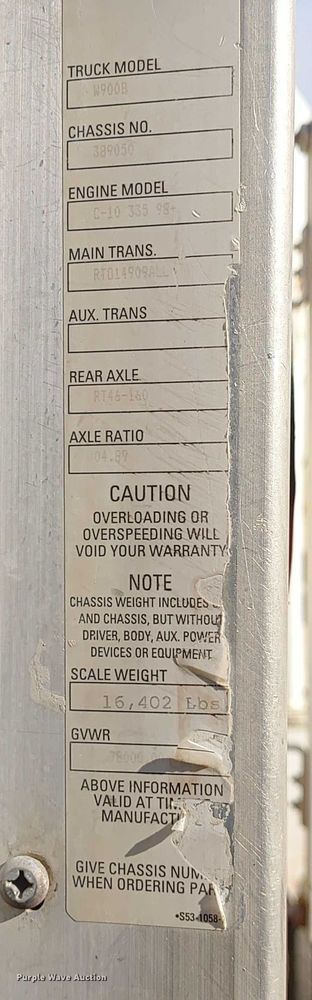 TRUCK MODEL
W900B
CHASSIS NO.
389050
ENGINE MODEL
C-10 335 98+
MAIN TRANS.
AUX. TRANS
REAR AXLE
RT46-160
AXLE RATIO
04.89
CAUTION
OVERLOADING OR
OVERSPEEDING WILL
VOID YOUR WARRANTY
NOTE
CHASSIS WEIGHT INCLUDES
AND CHASSIS, BUT WITHOUT
DRIVER, BODY, AUX. POWER
DEVICES OR EQUIPMENT
SCALE WEIGHT
16,402 Lbs
GVWR
ABOVE INFORMATION
VALID AT TIM
MANUFACT
GIVE CHASSIS NUM
WHEN ORDERING PAR
*S53-1058-
Purple Wave Auction